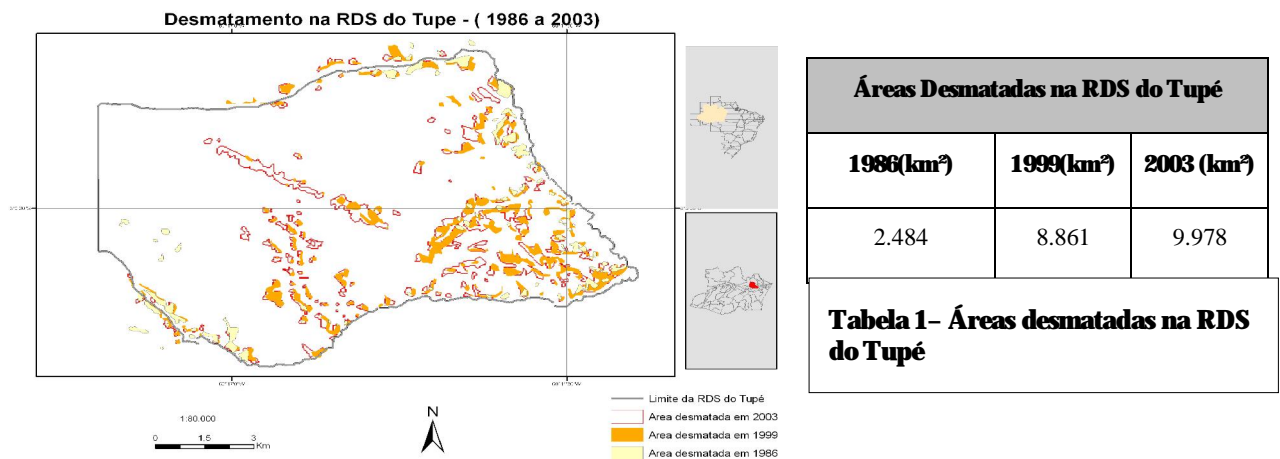 Desmatamento na RDS do Tupe - ( 1986 a 2003)
1:80.000
0 1.5 3
Km
N
Limite da RDS do Tupé
Area desmatada em 2003
Area desmatada em 1999
Area desmatada em 1986
Áreas Desmatadas na RDS do Tupé
1986(km²) 1999(km²) 2003 (km²)
2.484 8.861 9.978
Tabela 1– Áreas desmatadas na RDS
do Tupé